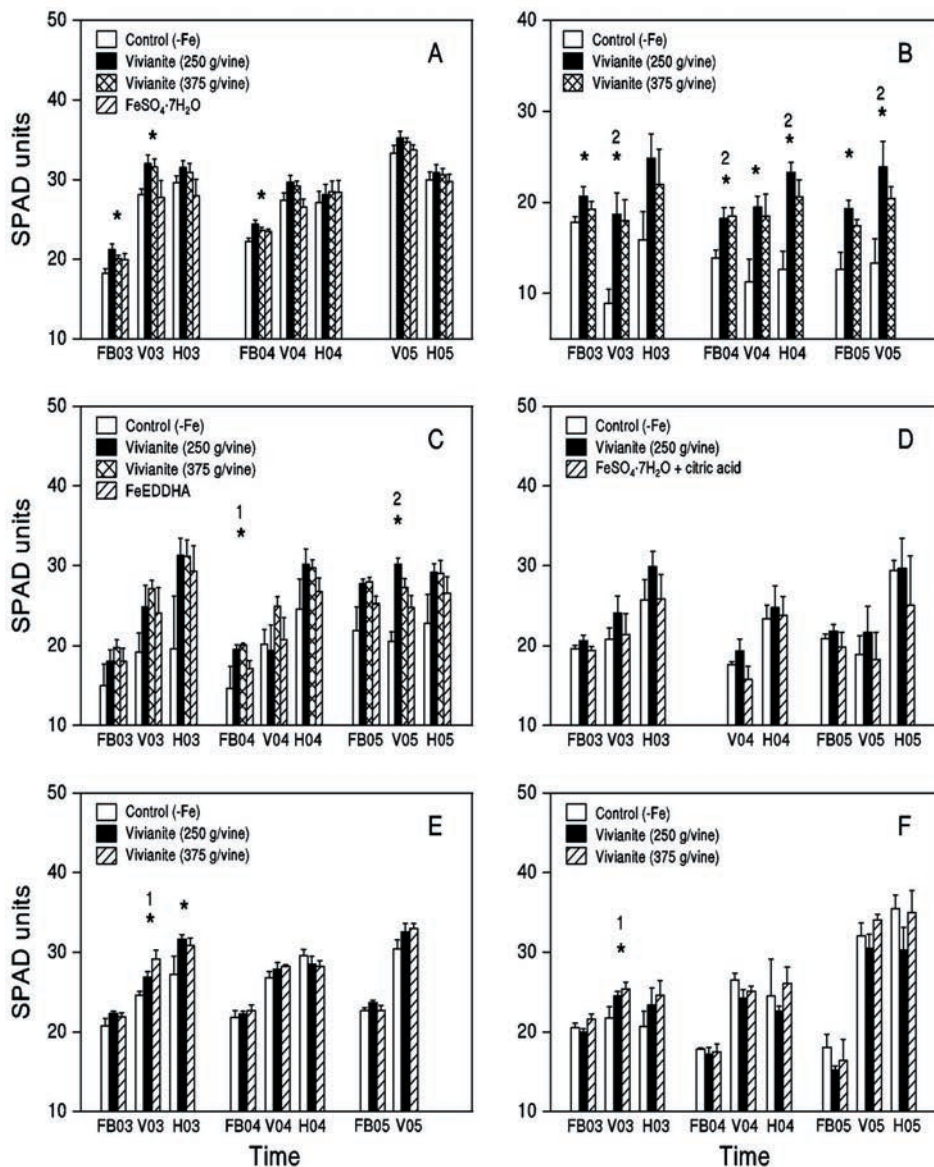 50
40
30
20
10
SPAD units
Control (-Fe)
Vivianite (250 g/vine)
Vivianite (375 g/vine)
FeSO₄·7H₂O
A
*
*
*
FB03 V03 H03 FB04 V04 H04 V05 H05
40
30
20
10
Control (-Fe)
Vivianite (250 g/vine)
Vivianite (375 g/vine)
B
*
2
*
2
*
*
2
*
*
2
*
FB03 V03 H03 FB04 V04 H04 FB05 V05
50
40
30
20
10
SPAD units
Control (-Fe)
Vivianite (250 g/vine)
Vivianite (375 g/vine)
FeEDDHA
C
1
*
2
*
FB03 V03 H03 FB04 V04 H04 FB05 V05 H05
50
40
30
20
10
Control (-Fe)
Vivianite (250 g/vine)
FeSO₄·7H₂O + citric acid
D
FB03 V03 H03 V04 H04 FB05 V05 H05
50
40
30
20
10
SPAD units
Control (-Fe)
Vivianite (250 g/vine)
Vivianite (375 g/vine)
E
1
*
*
FB03 V03 H03 FB04 V04 H04 FB05 V05
Time
50
40
30
20
10
Control (-Fe)
Vivianite (250 g/vine)
Vivianite (375 g/vine)
F
1
*
FB03 V03 H03 FB04 V04 H04 FB05 V05 H05
Time